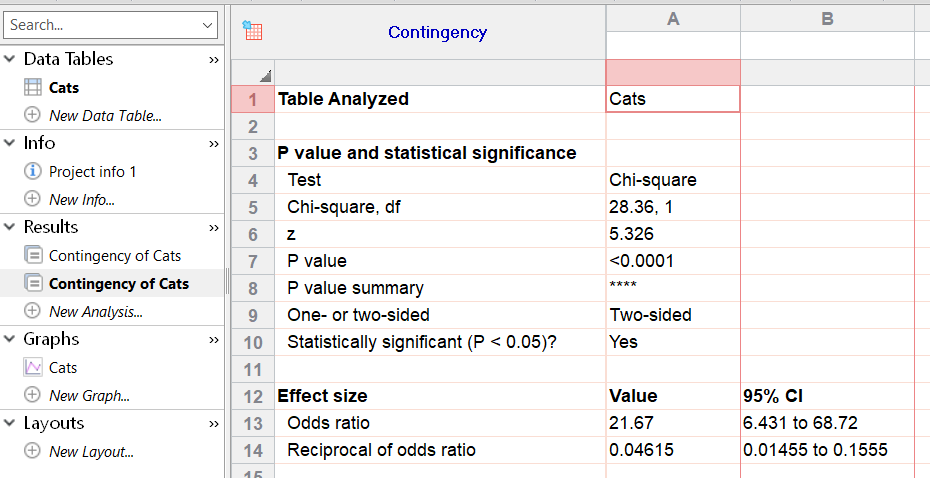 Search...
Data Tables »
Cats
New Data Table...
Info »
Project info 1
New Info...
Results »
Contingency of Cats
Contingency of Cats
New Analysis...
Graphs »
Cats
New Graph...
Layouts »
New Layout...
Contingency A B
1 Table Analyzed Cats
2
3 P value and statistical significance
4 Test Chi-square
5 Chi-square, df 28.36, 1
6 z 5.326
7 P value <0.0001
8 P value summary ****
9 One- or two-sided Two-sided
10 Statistically significant (P < 0.05)? Yes
11
12 Effect size Value 95% CI
13 Odds ratio 21.67 6.431 to 68.72
14 Reciprocal of odds ratio 0.04615 0.01455 to 0.1555
15